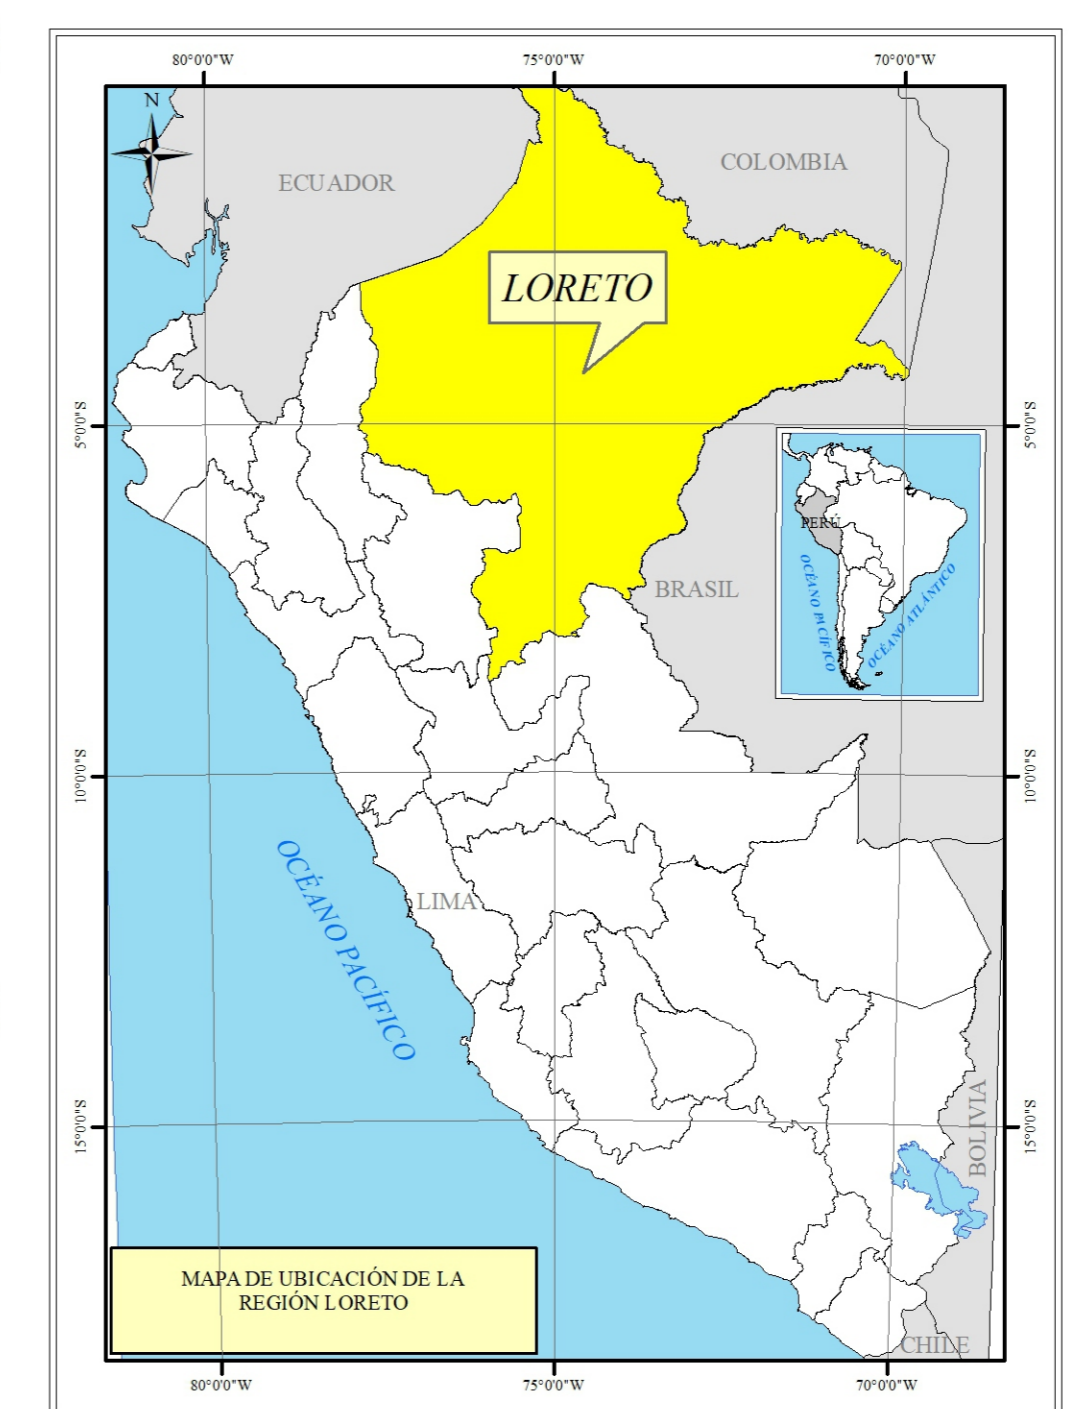 80°0'0"W
75°0'0"W
70°0'0"W
N
COLOMBIA
ECUADOR
LORETO
5°0'0"S
5°0'0"S
PERÚ
OCÉANO PACÍFICO
OCÉANO ATLÁNTICO
BRASIL
10°0'0"S
10°0'0"S
OCÉANO PACÍFICO
LIMA
15°0'0"S
15°0'0"S
BOLIVIA
MAPA DE UBICACIÓN DE LA
REGIÓN LORETO
CHILE
80°0'0"W
75°0'0"W
70°0'0"W